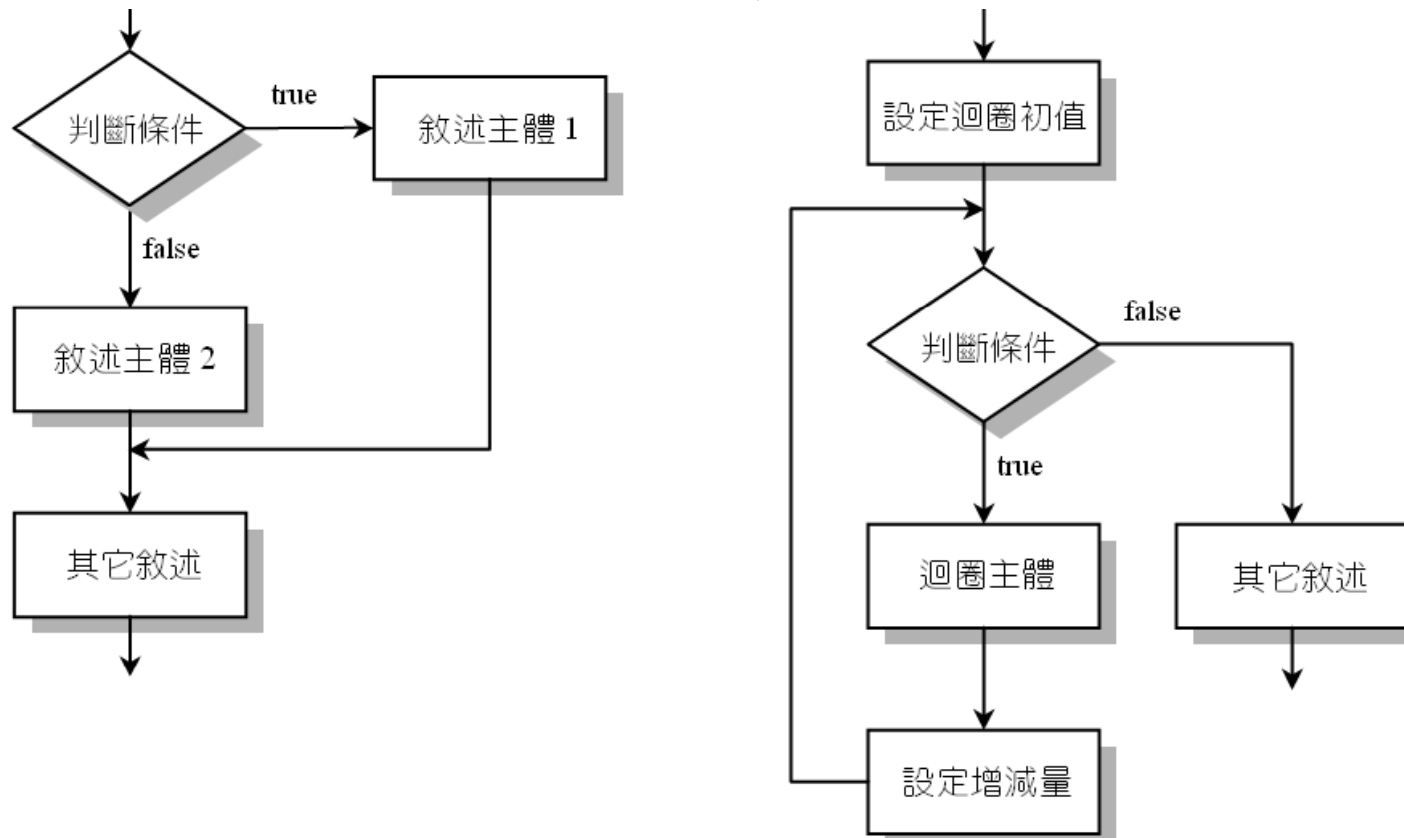 判斷條件
true
敘述主體 1
false
敘述主體 2
其它敘述
設定迴圈初值
判斷條件
false
true
迴圈主體
其它敘述
設定增減量